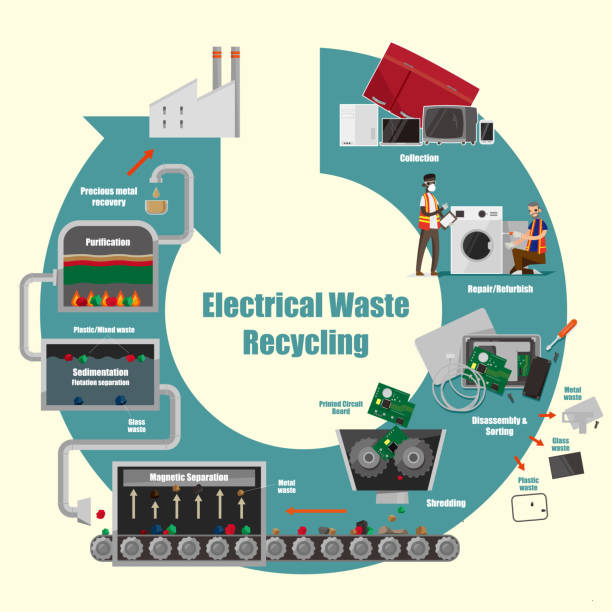 Collection
Repair/Refurbish
Electrical Waste
Recycling
Disassembly &
Sorting
Metal
waste
Glass
waste
Plastic
waste
Printed Circuit
Board
Shredding
Metal
waste
Magnetic Separation
Glass
waste
Sedimentation
Flotation separation
Plastic/Mixed waste
Purification
Precious metal
recovery